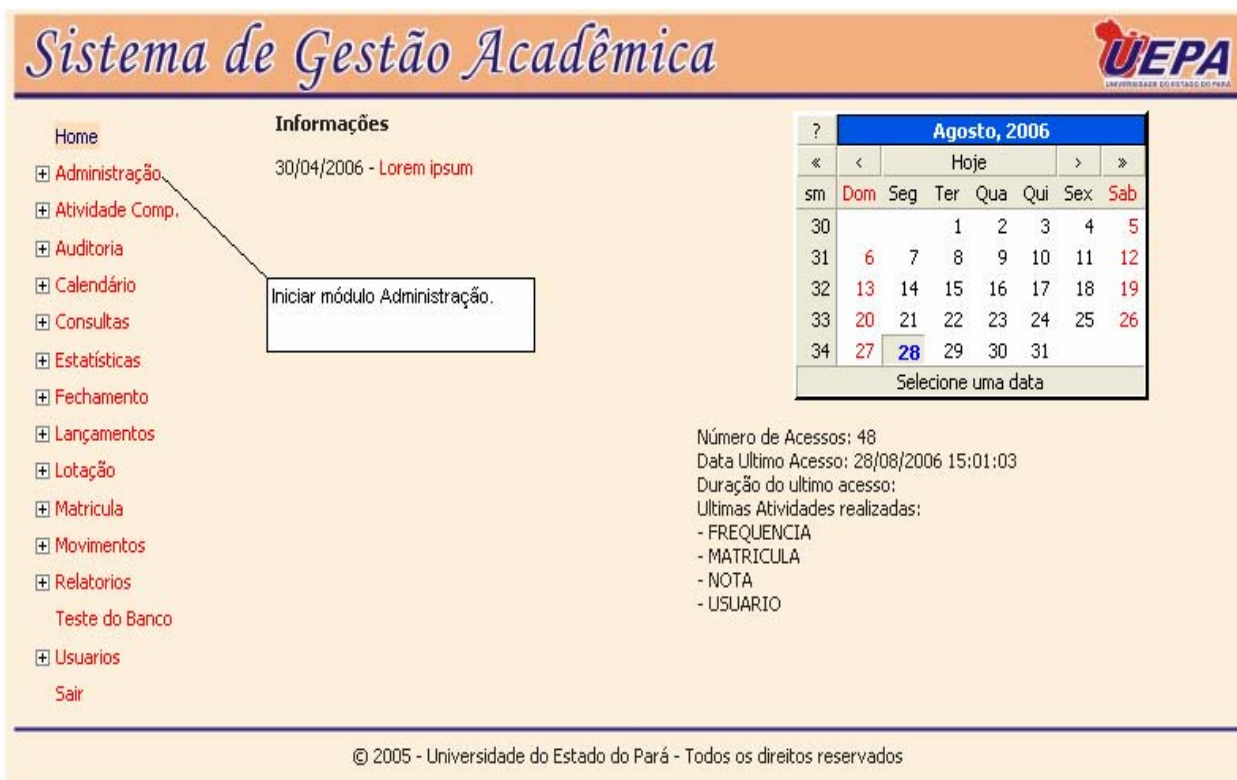 Sistema de Gestão Acadêmica
UEPA
UNIVERSIDADE DO ESTADO DO PARÁ
Home
Administração
Atividade Comp.
Auditoria
Calendário
Consultas
Estatísticas
Fechamento
Lançamentos
Lotação
Matricula
Movimentos
Relatorios
Teste do Banco
Usuarios
Sair
Informações
30/04/2006 - Lorem ipsum
Iniciar módulo Administração.
? Agosto, 2006
« ‹ Hoje › »
sm Dom Seg Ter Qua Qui Sex Sab
30 1 2 3 4 5
31 6 7 8 9 10 11 12
32 13 14 15 16 17 18 19
33 20 21 22 23 24 25 26
34 27 28 29 30 31
Selecione uma data
Número de Acessos: 48
Data Ultimo Acesso: 28/08/2006 15:01:03
Duração do ultimo acesso:
Ultimas Atividades realizadas:
- FREQUENCIA
- MATRICULA
- NOTA
- USUARIO
© 2005 - Universidade do Estado do Pará - Todos os direitos reservados